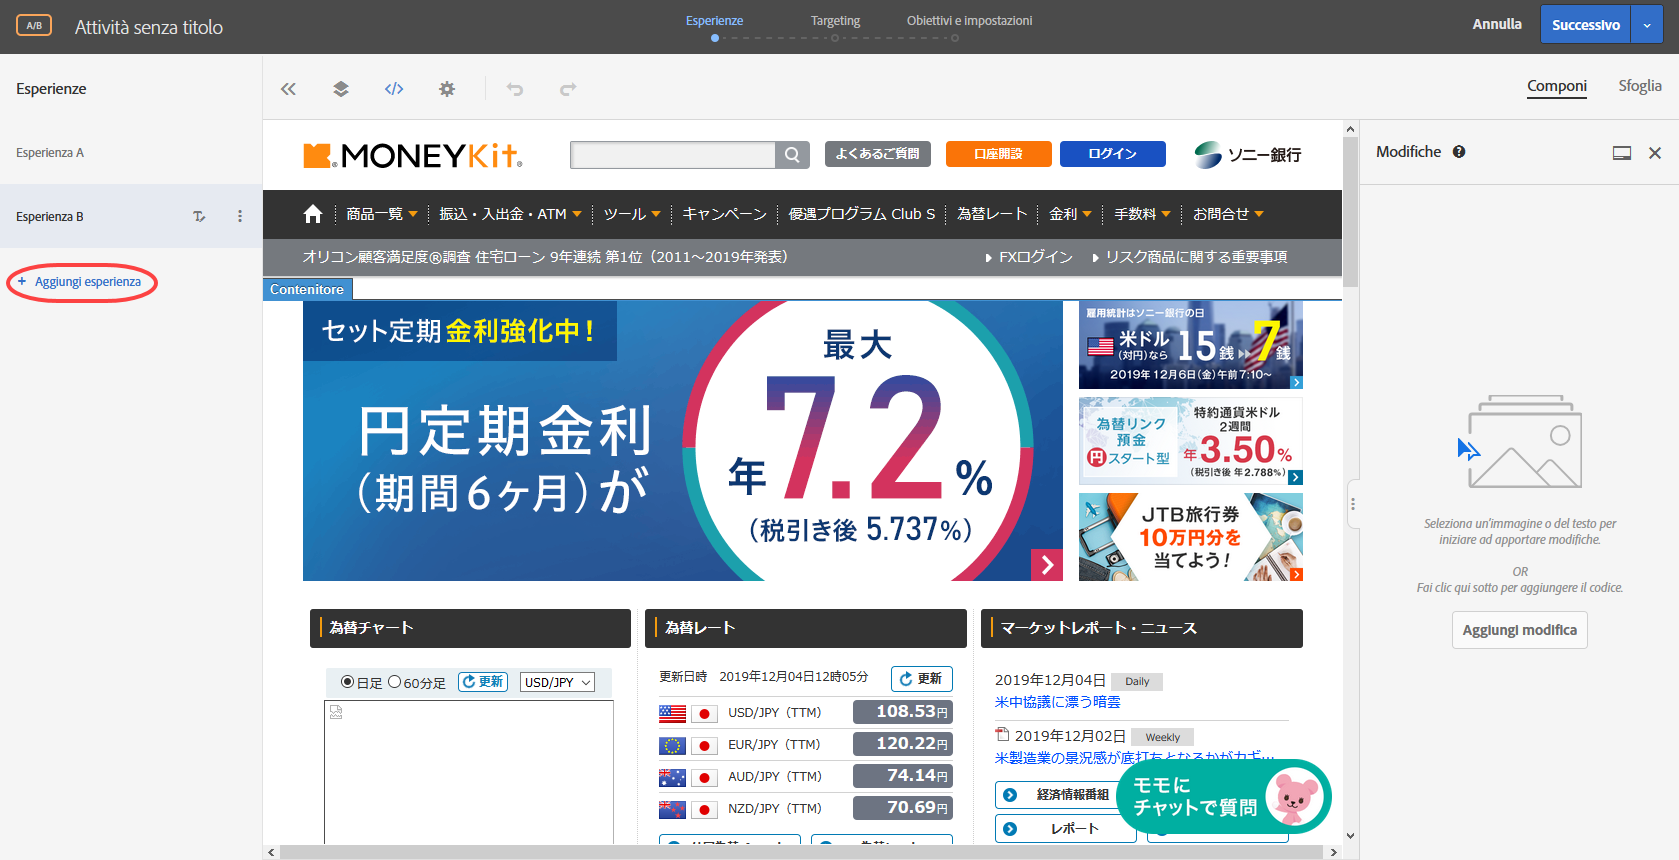 A/B
Attività senza titolo
Esperienze
Targeting
Obiettivi e impostazioni
Annulla
Successivo
Esperienze
Componi
Sfoglia
Esperienza A
Esperienza B
+ Aggiungi esperienza
MONEYKit
よくあるご質問
口座開設
ログイン
ソニー銀行
商品一覧
振込・入出金・ATM
ツール
キャンペーン
優遇プログラム Club S
為替レート
金利
手数料
お問合せ
オリコン顧客満足度®調査 住宅ローン 9年連続 第1位（2011～2019年発表）
FXログイン
リスク商品に関する重要事項
Contenitore
セット定期 金利強化中！
円定期金利
（期間6ヶ月）が
最大
年7.2%
（税引き後 5.737%）
雇用統計はソニー銀行の日
米ドル
（対円）なら
15銭
7銭
2019年12月6日(金)午前7:10～
為替リンク
預金
円スタート型
特約通貨米ドル
2週間
年3.50%
（税引き後 年2.788%）
JTB旅行券
10万円分を
当てよう！
為替チャート
日足
60分足
更新
USD/JPY
為替レート
更新日時　2019年12月04日12時05分
更新
USD/JPY（TTM）
108.53円
EUR/JPY（TTM）
120.22円
AUD/JPY（TTM）
74.14円
NZD/JPY（TTM）
70.69円
マーケットレポート・ニュース
2019年12月04日
Daily
米中協議に漂う暗雲
2019年12月02日
Weekly
米製造業の景況感が底打ちとなるかがカギ…
経済情報番組
レポート
モモに
チャットで質問
Modifiche
Seleziona un'immagine o del testo per
iniziare ad apportare modifiche.
OR
Fai clic qui sotto per aggiungere il codice.
Aggiungi modifica